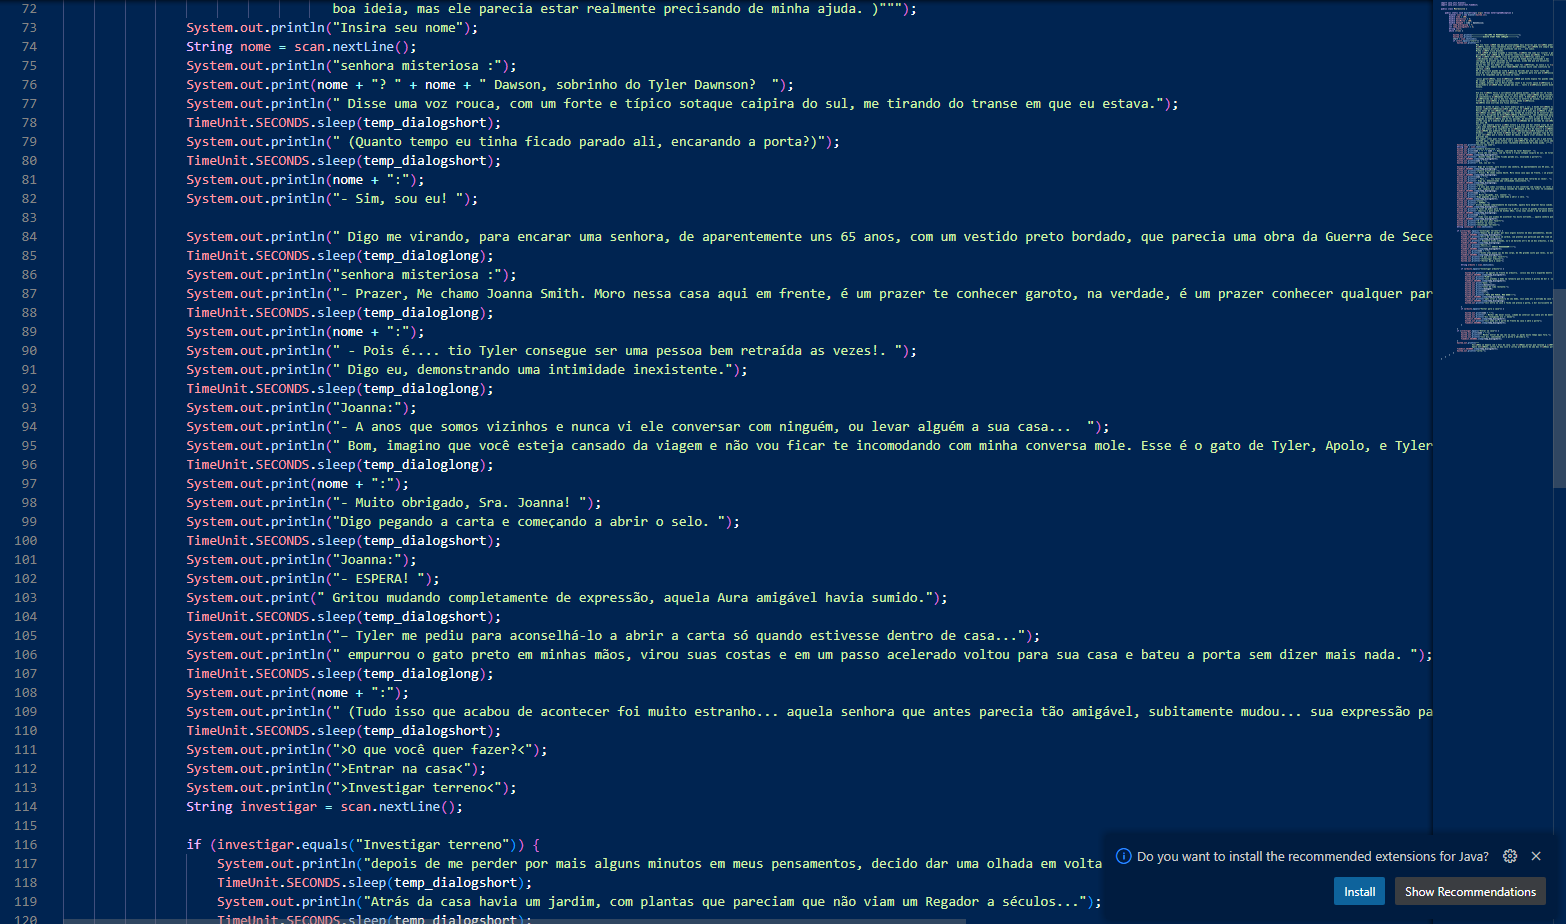 72 boa ideia, mas ele parecia estar realmente precisando de minha ajuda. )""");
73 System.out.println("Insira seu nome");
74 String nome = scan.nextLine();
75 System.out.println("senhora misteriosa :");
76 System.out.print(nome + "? " + nome + " Dawson, sobrinho do Tyler Dawnson?  ");
77 System.out.println(" Disse uma voz rouca, com um forte e típico sotaque caipira do sul, me tirando do transe em que eu estava.");
78 TimeUnit.SECONDS.sleep(temp_dialogshort);
79 System.out.println(" (Quanto tempo eu tinha ficado parado ali, encarando a porta?)");
80 TimeUnit.SECONDS.sleep(temp_dialogshort);
81 System.out.println(nome + ":");
82 System.out.println("- Sim, sou eu! ");
83
84 System.out.println(" Digo me virando, para encarar uma senhora, de aparentemente uns 65 anos, com um vestido preto bordado, que parecia uma obra da Guerra de Sece
85 TimeUnit.SECONDS.sleep(temp_dialoglong);
86 System.out.println("senhora misteriosa :");
87 System.out.println("- Prazer, Me chamo Joanna Smith. Moro nessa casa aqui em frente, é um prazer te conhecer garoto, na verdade, é um prazer conhecer qualquer par
88 TimeUnit.SECONDS.sleep(temp_dialoglong);
89 System.out.println(nome + ":");
90 System.out.println(" - Pois é.... tio Tyler consegue ser uma pessoa bem retraída as vezes!. ");
91 System.out.println(" Digo eu, demonstrando uma intimidade inexistente.");
92 TimeUnit.SECONDS.sleep(temp_dialoglong);
93 System.out.println("Joanna:");
94 System.out.println("- A anos que somos vizinhos e nunca vi ele conversar com ninguém, ou levar alguém a sua casa...  ");
95 System.out.println(" Bom, imagino que você esteja cansado da viagem e não vou ficar te incomodando com minha conversa mole. Esse é o gato de Tyler, Apolo, e Tyler
96 TimeUnit.SECONDS.sleep(temp_dialoglong);
97 System.out.print(nome + ":");
98 System.out.println("- Muito obrigado, Sra. Joanna! ");
99 System.out.println("Digo pegando a carta e começando a abrir o selo. ");
100 TimeUnit.SECONDS.sleep(temp_dialogshort);
101 System.out.println("Joanna:");
102 System.out.println("- ESPERA! ");
103 System.out.print(" Gritou mudando completamente de expressão, aquela Aura amigável havia sumido.");
104 TimeUnit.SECONDS.sleep(temp_dialogshort);
105 System.out.println("– Tyler me pediu para aconselhá-lo a abrir a carta só quando estivesse dentro de casa...");
106 System.out.println(" empurrou o gato preto em minhas mãos, virou suas costas e em um passo acelerado voltou para sua casa e bateu a porta sem dizer mais nada. ");
107 TimeUnit.SECONDS.sleep(temp_dialoglong);
108 System.out.print(nome + ":");
109 System.out.println(" (Tudo isso que acabou de acontecer foi muito estranho... aquela senhora que antes parecia tão amigável, subitamente mudou... sua expressão pa
110 TimeUnit.SECONDS.sleep(temp_dialogshort);
111 System.out.println(">O que você quer fazer?<");
112 System.out.println(">Entrar na casa<");
113 System.out.println(">Investigar terreno<");
114 String investigar = scan.nextLine();
115
116 if (investigar.equals("Investigar terreno")) {
117 System.out.println("depois de me perder por mais alguns minutos em meus pensamentos, decido dar uma olhada em volta
118 TimeUnit.SECONDS.sleep(temp_dialogshort);
119 System.out.println("Atrás da casa havia um jardim, com plantas que pareciam que não viam um Regador a séculos...");
120 TimeUnit.SECONDS.sleep(temp_dialogshort);
Do you want to install the recommended extensions for Java?
Install
Show Recommendations